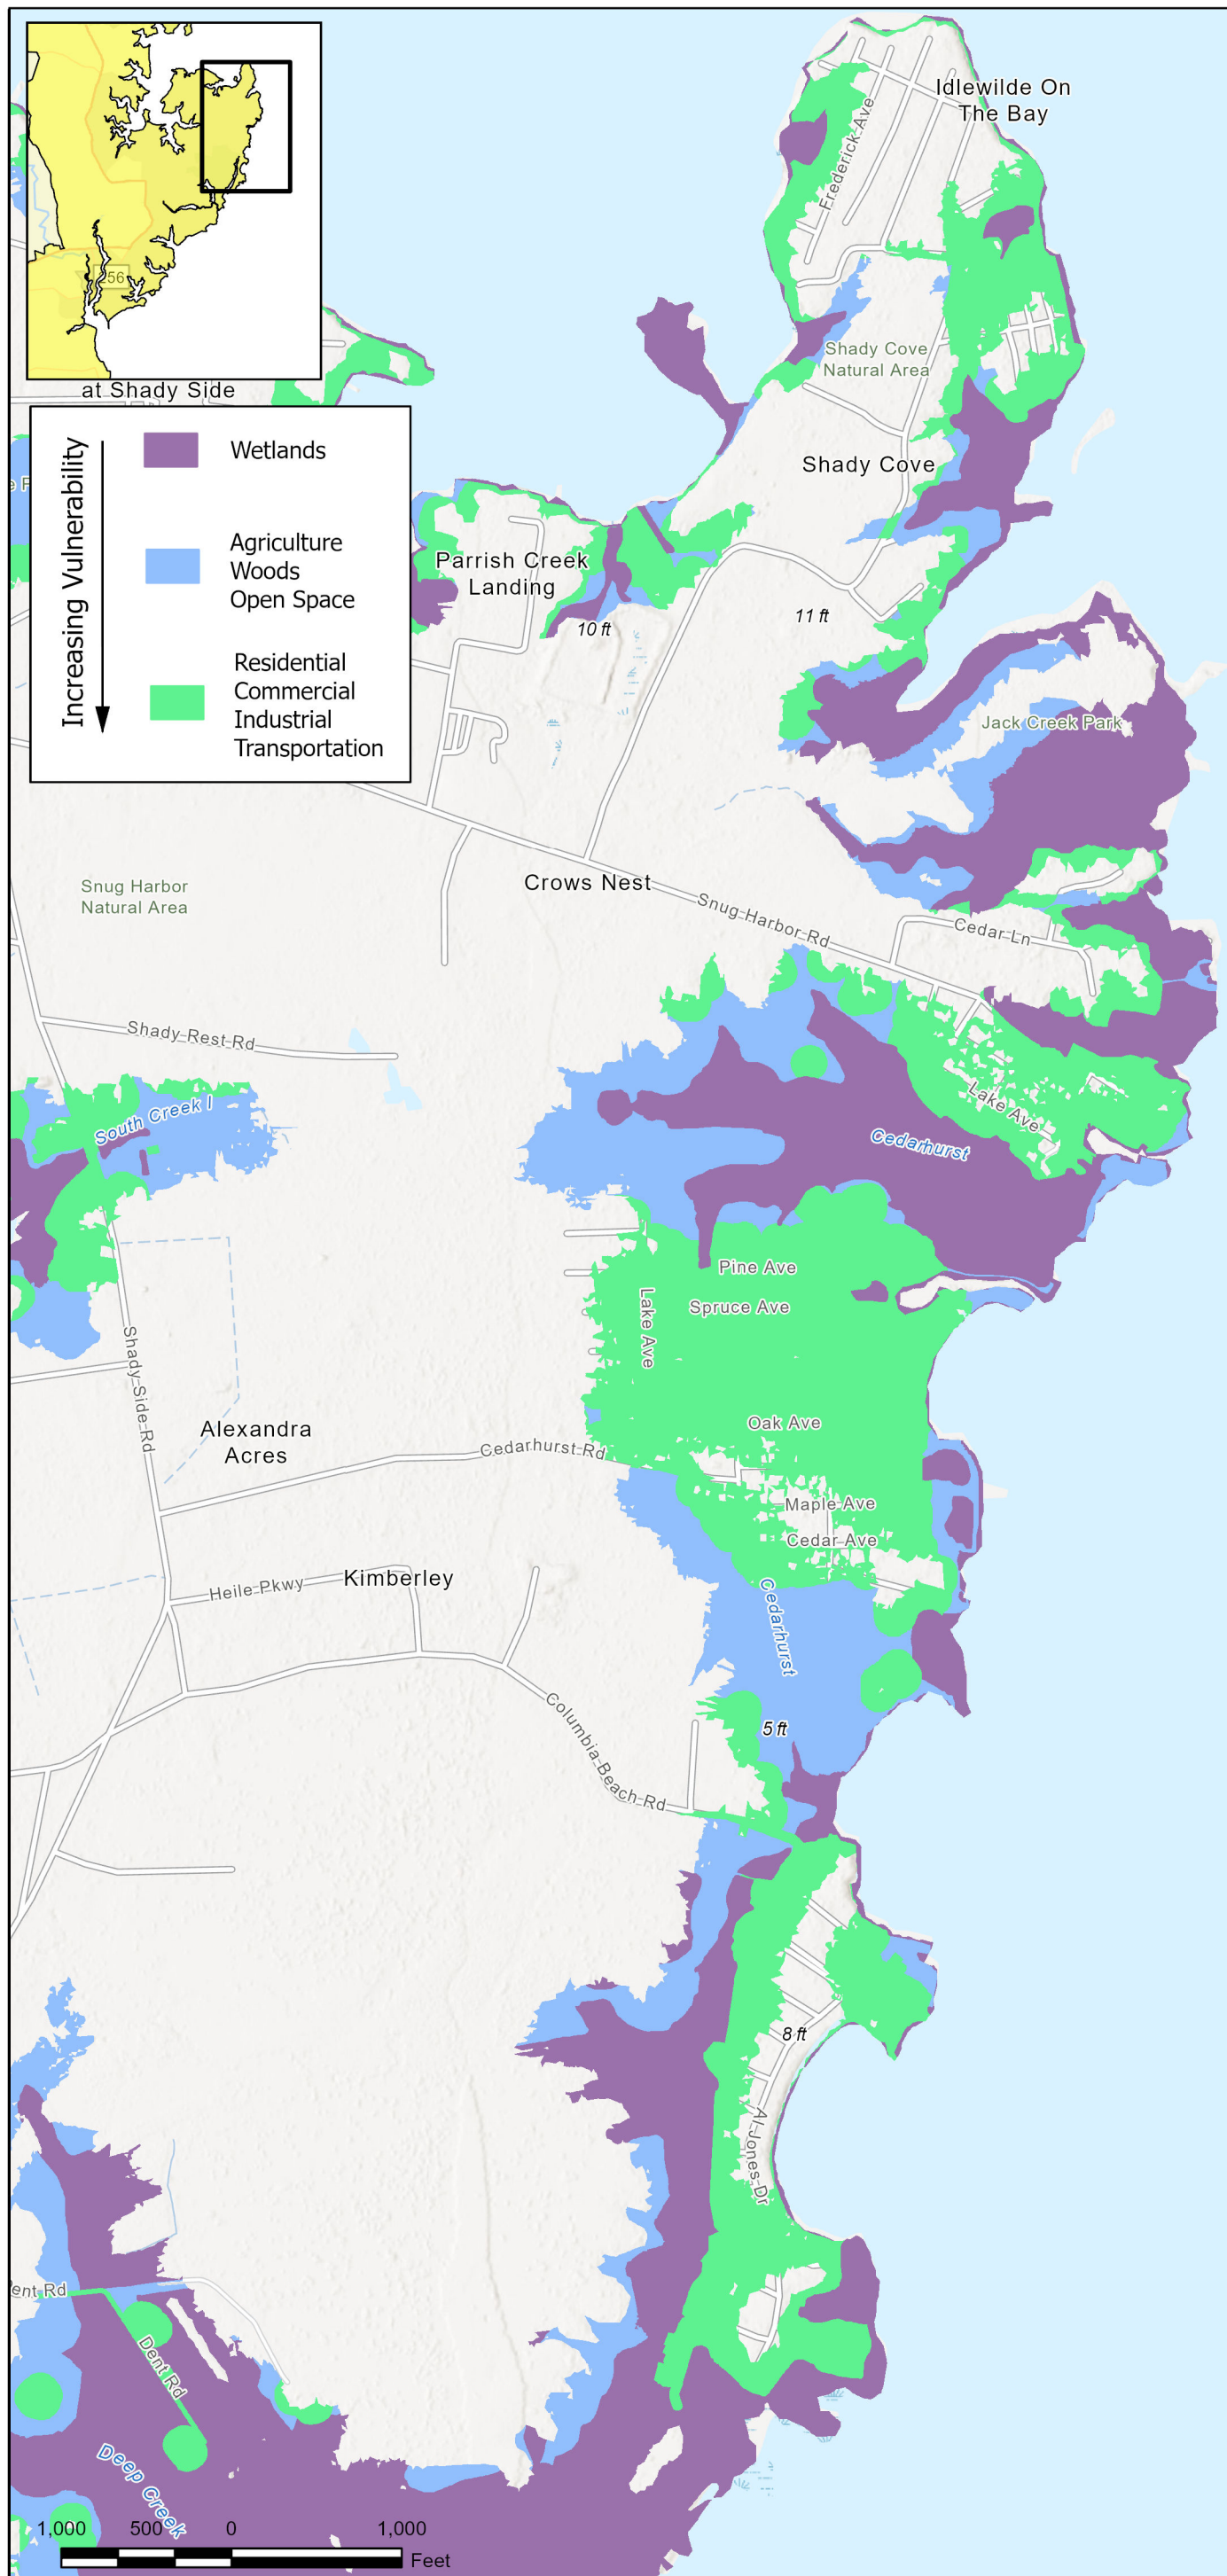 Idlewilde On
The Bay
Frederick Ave
256
Shady Cove
Natural Area
at Shady Side
Increasing Vulnerability
Wetlands
Agriculture
Woods
Open Space
Residential
Commercial
Industrial
Transportation
Shady Cove
Parrish Creek
Landing
10 ft
11 ft
Jack Creek Park
Snug Harbor
Natural Area
Crows Nest
Snug Harbor Rd
Cedar Ln
Shady Rest Rd
South Creek I
Lake Ave
Cedarhurst
Pine Ave
Spruce Ave
Lake Ave
Shady Side Rd
Oak Ave
Alexandra
Acres
Cedarhurst Rd
Maple Ave
Cedar Ave
Heile Pkwy
Kimberley
Cedarhurst
Columbia Beach Rd
5 ft
8 ft
Al Jones Dr
ent Rd
Dent Rd
Deep Creek
1,000 500 0 1,000
Feet